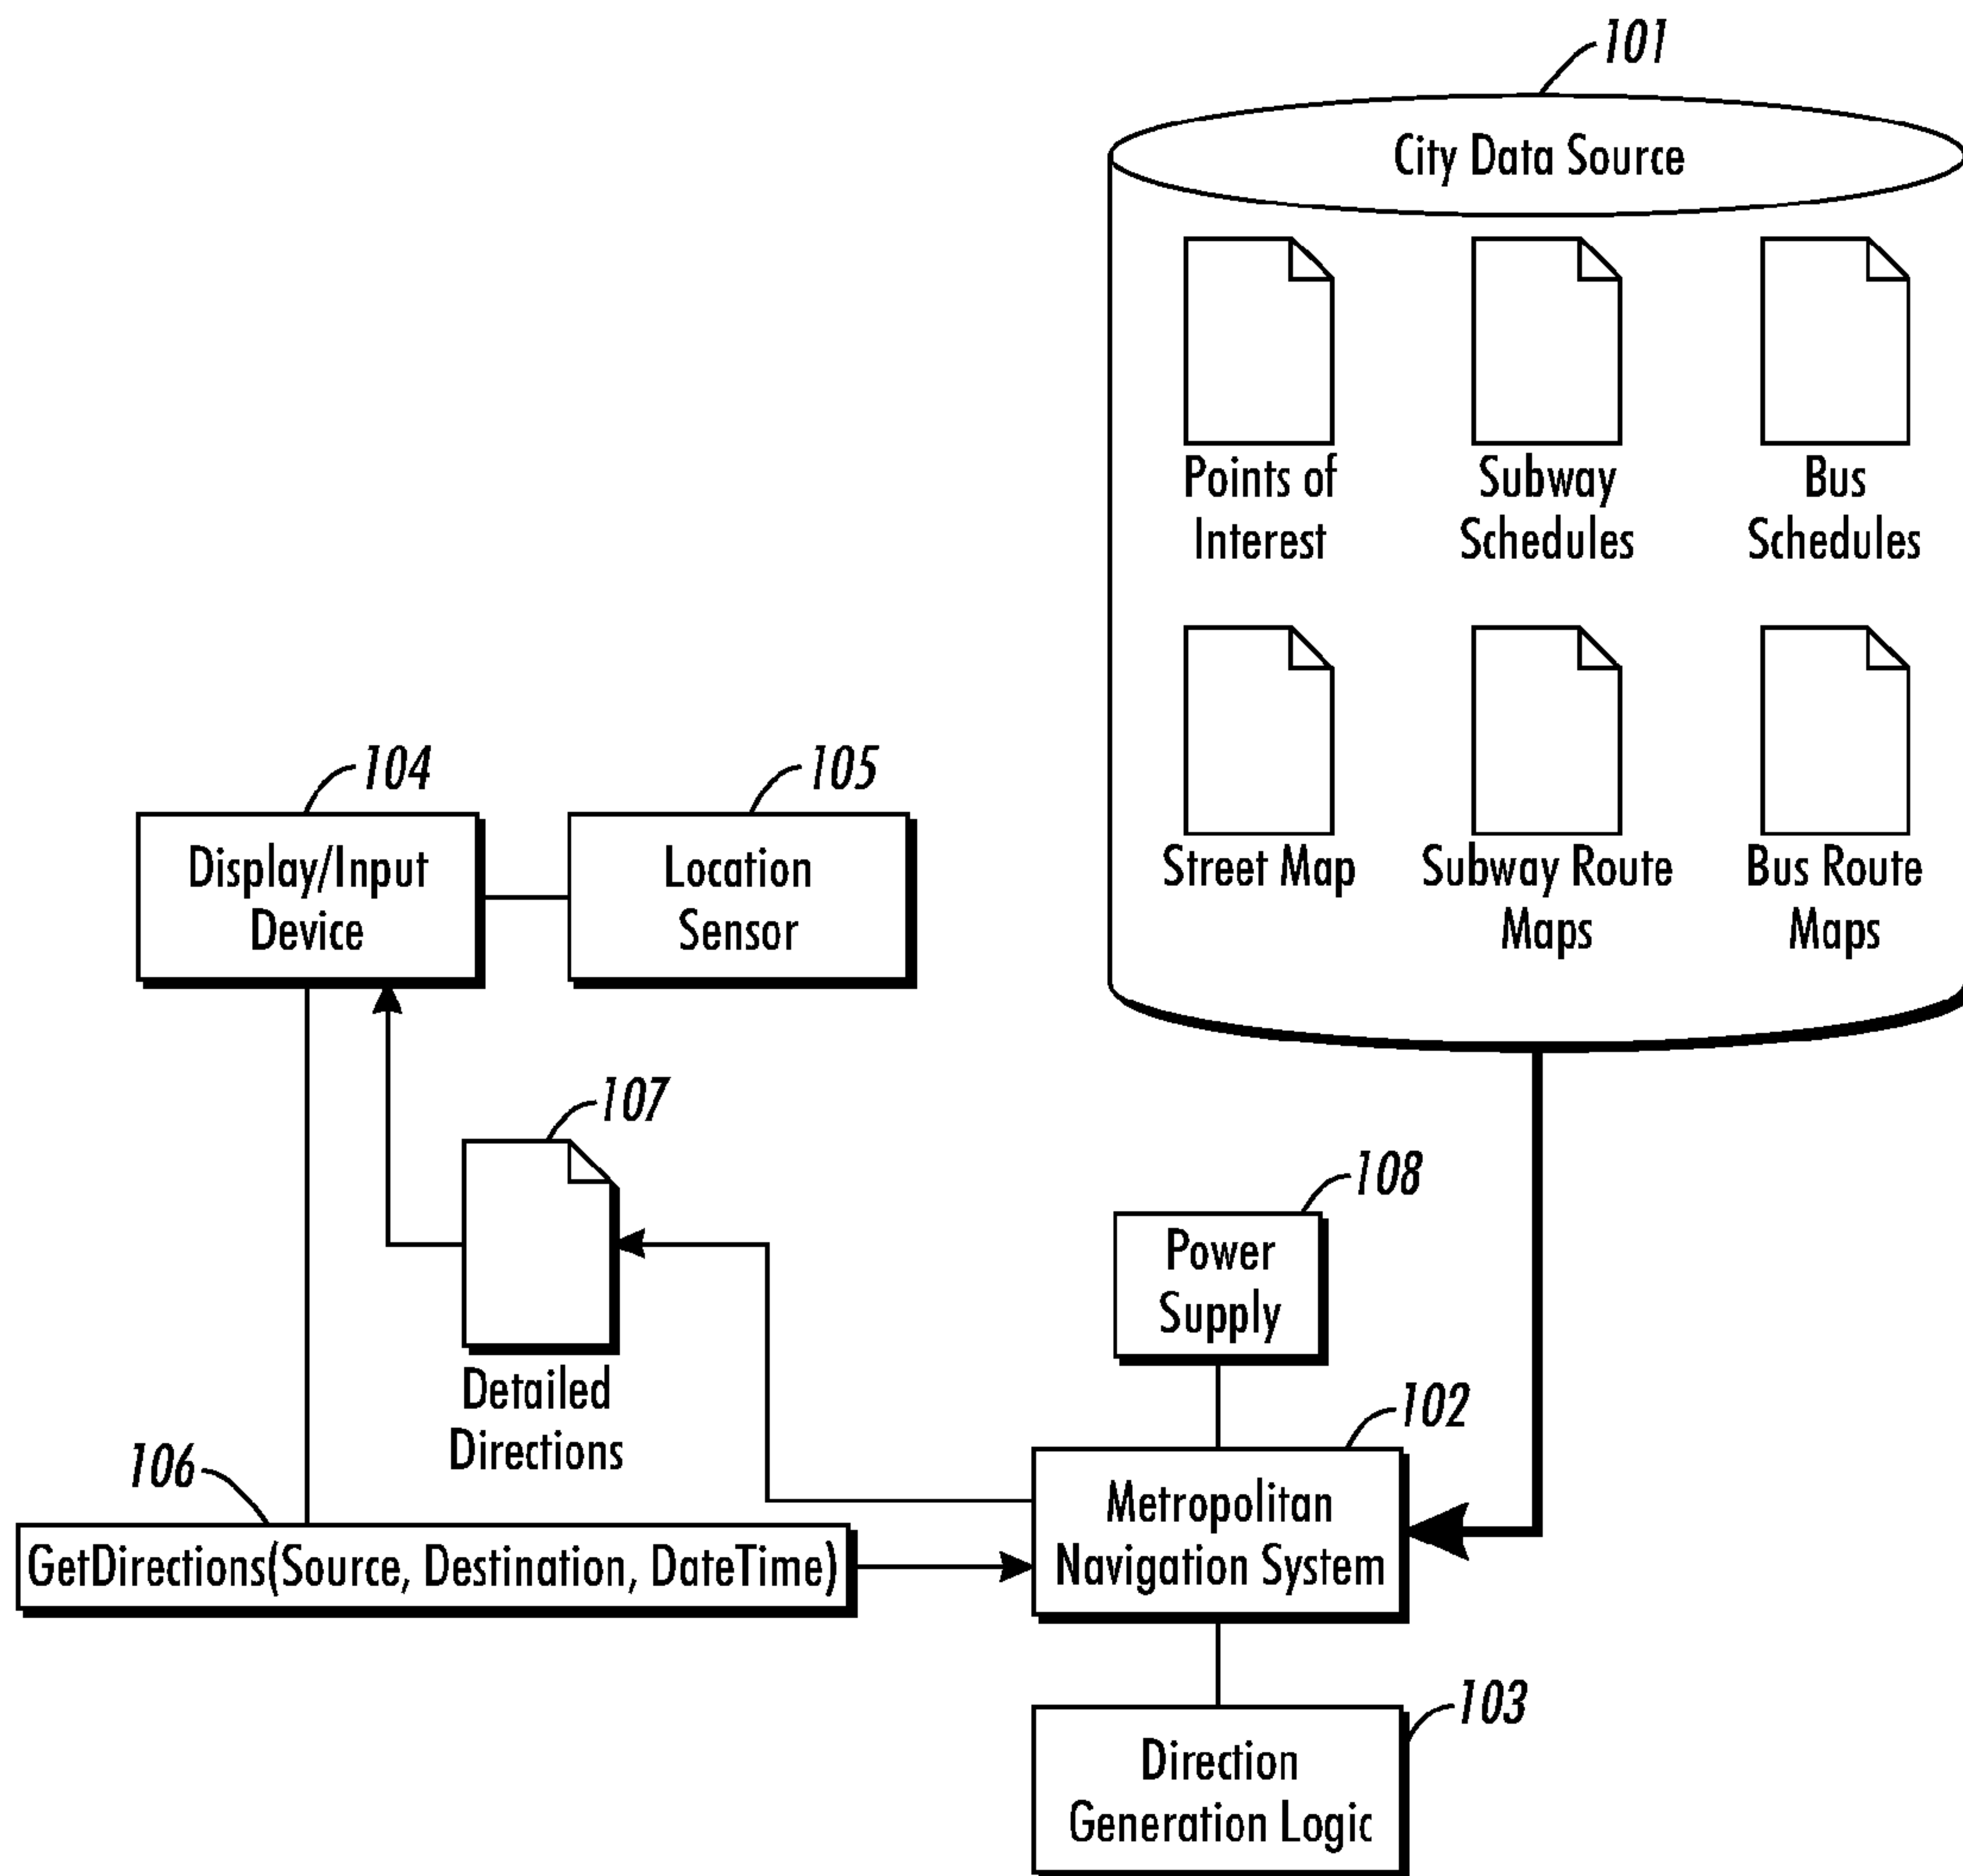 101
City Data Source
Points of
Interest
Subway
Schedules
Bus
Schedules
Street Map
Subway Route
Maps
Bus Route
Maps
104
Display/Input
Device
105
Location
Sensor
107
Detailed
Directions
108
Power
Supply
106
GetDirections(Source, Destination, DateTime)
102
Metropolitan
Navigation System
103
Direction
Generation Logic